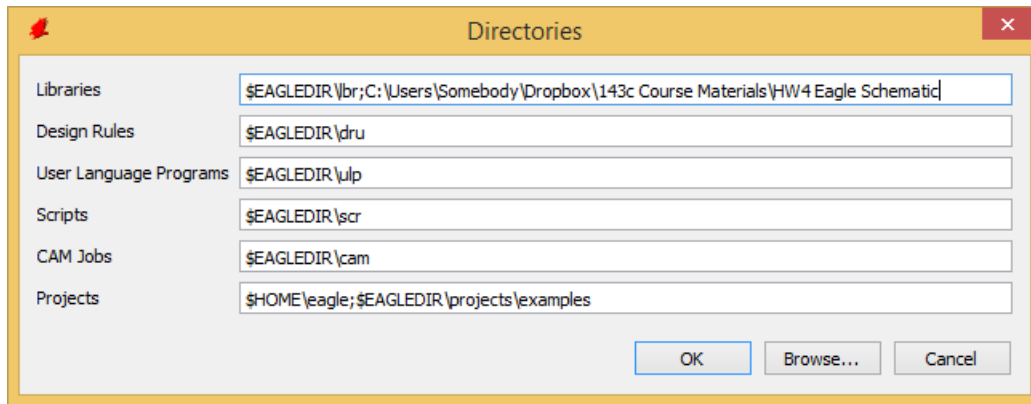 Directories
Libraries $EAGLEDIR\lbr;C:\Users\Somebody\Dropbox\143c Course Materials\HW4 Eagle Schematic
Design Rules $EAGLEDIR\dru
User Language Programs $EAGLEDIR\ulp
Scripts $EAGLEDIR\scr
CAM Jobs $EAGLEDIR\cam
Projects $HOME\eagle;$EAGLEDIR\projects\examples
OK Browse... Cancel